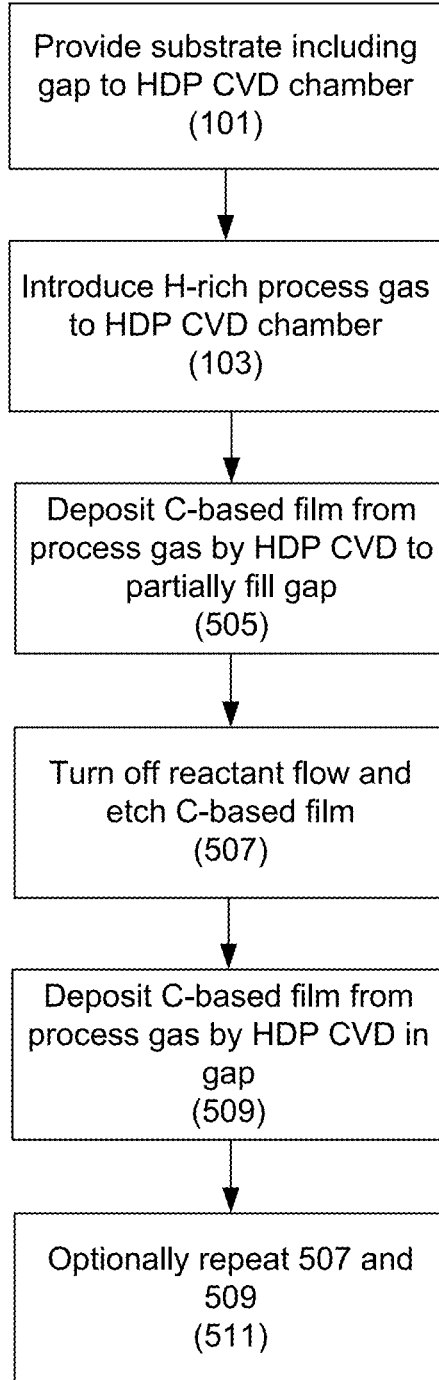 Provide substrate including
gap to HDP CVD chamber
(101)
Introduce H-rich process gas
to HDP CVD chamber
(103)
Deposit C-based film from
process gas by HDP CVD to
partially fill gap
(505)
Turn off reactant flow and
etch C-based film
(507)
Deposit C-based film from
process gas by HDP CVD in
gap
(509)
Optionally repeat 507 and
509
(511)